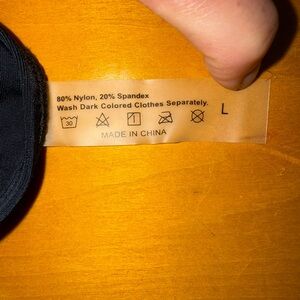 80% Nylon, 20% Spandex
Wash Dark Colored Clothes Separately.
30
L
MADE IN CHINA